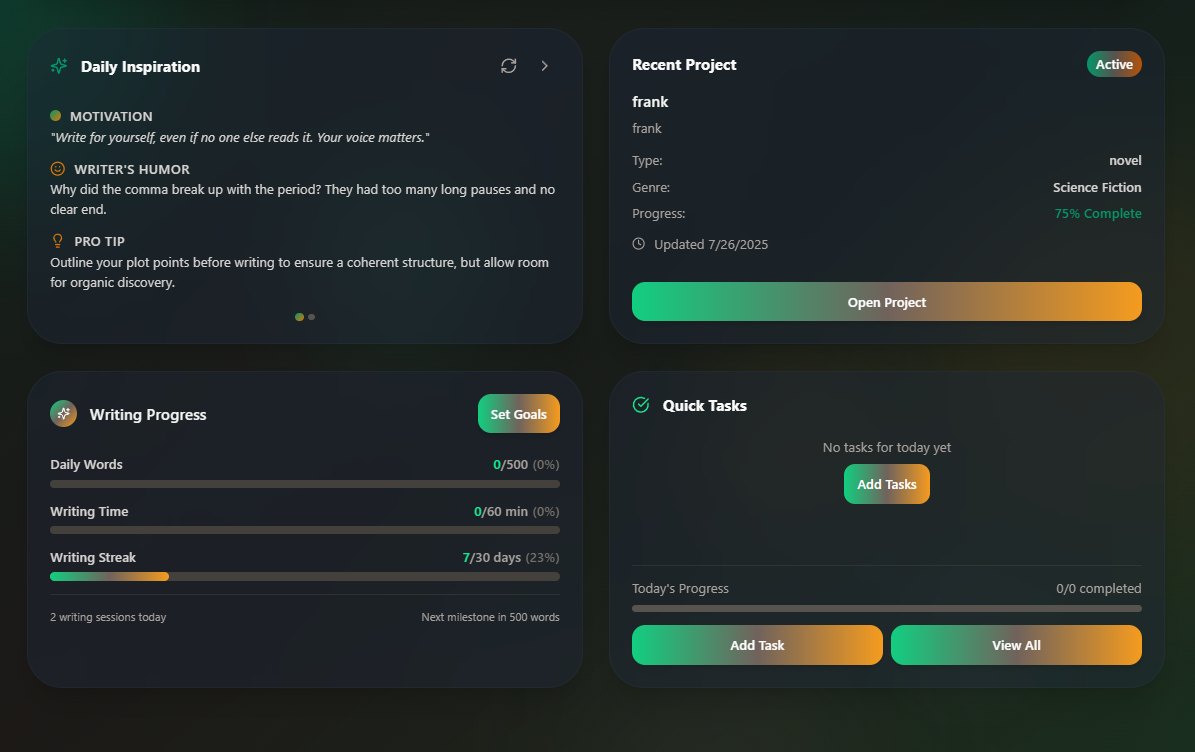 Daily Inspiration
MOTIVATION
"Write for yourself, even if no one else reads it. Your voice matters."
WRITER'S HUMOR
Why did the comma break up with the period? They had too many long pauses and no
clear end.
PRO TIP
Outline your plot points before writing to ensure a coherent structure, but allow room
for organic discovery.
Recent Project
Active
frank
frank
Type: novel
Genre: Science Fiction
Progress: 75% Complete
Updated 7/26/2025
Open Project
Writing Progress
Set Goals
Daily Words 0/500 (0%)
Writing Time 0/60 min (0%)
Writing Streak 7/30 days (23%)
2 writing sessions today Next milestone in 500 words
Quick Tasks
No tasks for today yet
Add Tasks
Today's Progress 0/0 completed
Add Task View All